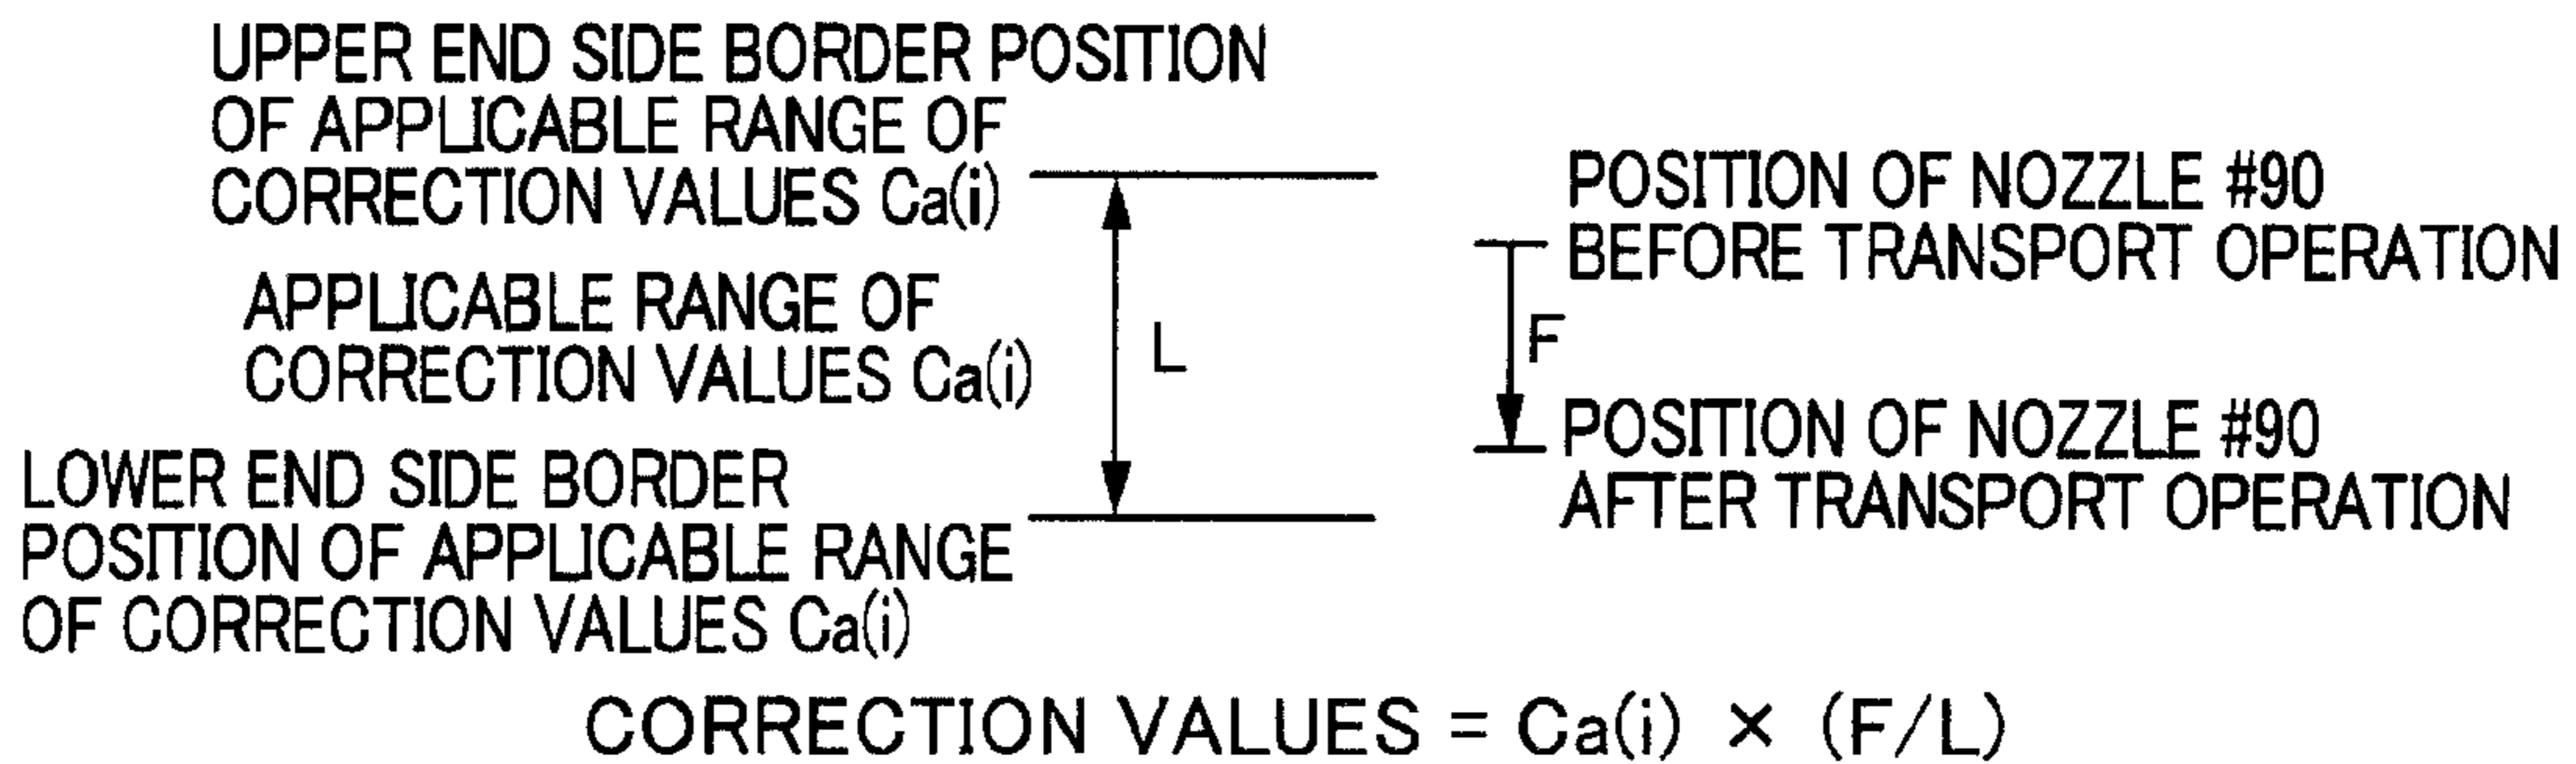 UPPER END SIDE BORDER POSITION
OF APPLICABLE RANGE OF
CORRECTION VALUES Ca(i)
APPLICABLE RANGE OF
CORRECTION VALUES Ca(i)
L
LOWER END SIDE BORDER
POSITION OF APPLICABLE RANGE
OF CORRECTION VALUES Ca(i)
POSITION OF NOZZLE #90
BEFORE TRANSPORT OPERATION
F
POSITION OF NOZZLE #90
AFTER TRANSPORT OPERATION
CORRECTION VALUES = Ca(i) × (F/L)